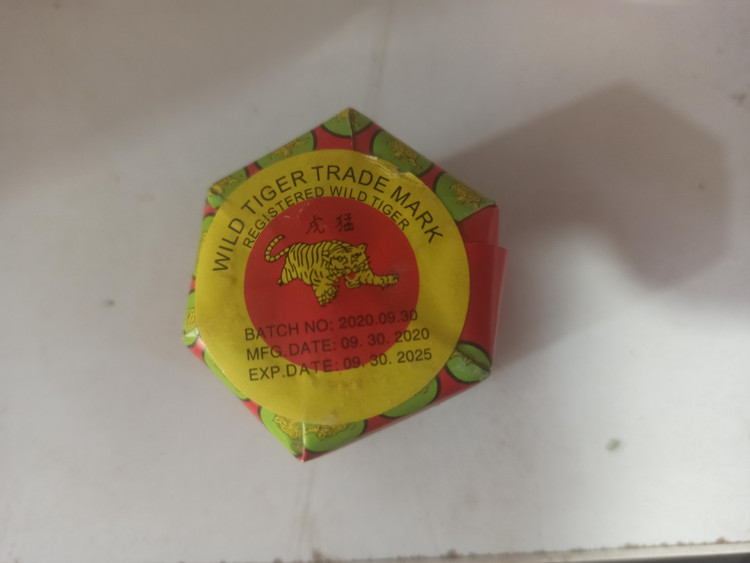 WILD TIGER TRADE MARK
REGISTERED WILD TIGER
虎 猛
BATCH NO: 2020.09.30
MFG.DATE: 09. 30. 2020
EXP.DATE: 09. 30. 2025